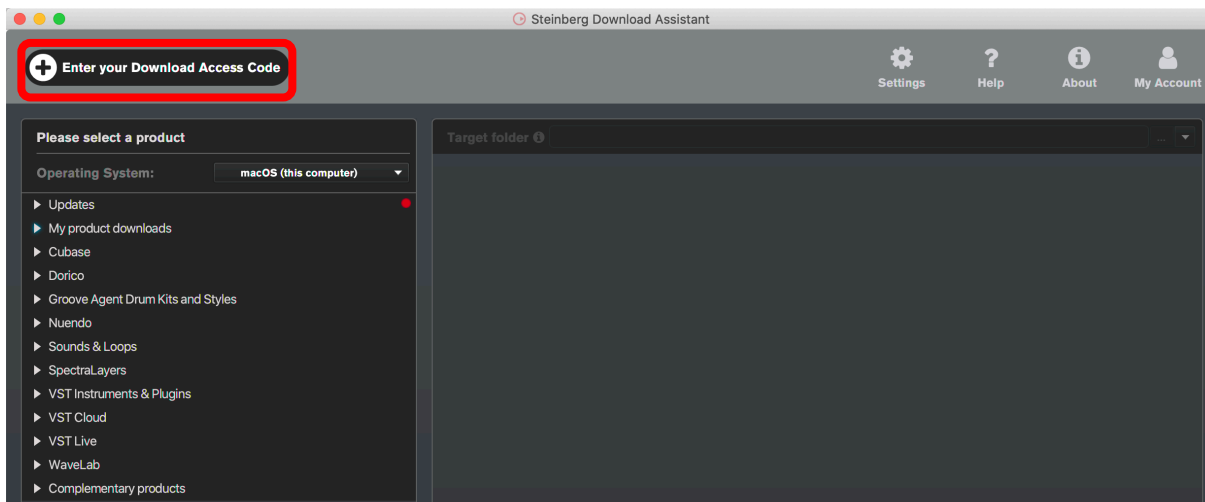 Steinberg Download Assistant
Enter your Download Access Code
Settings
Help
About
My Account
Please select a product
Target folder
...
Operating System:
macOS (this computer)
Updates
My product downloads
Cubase
Dorico
Groove Agent Drum Kits and Styles
Nuendo
Sounds & Loops
SpectraLayers
VST Instruments & Plugins
VST Cloud
VST Live
WaveLab
Complementary products